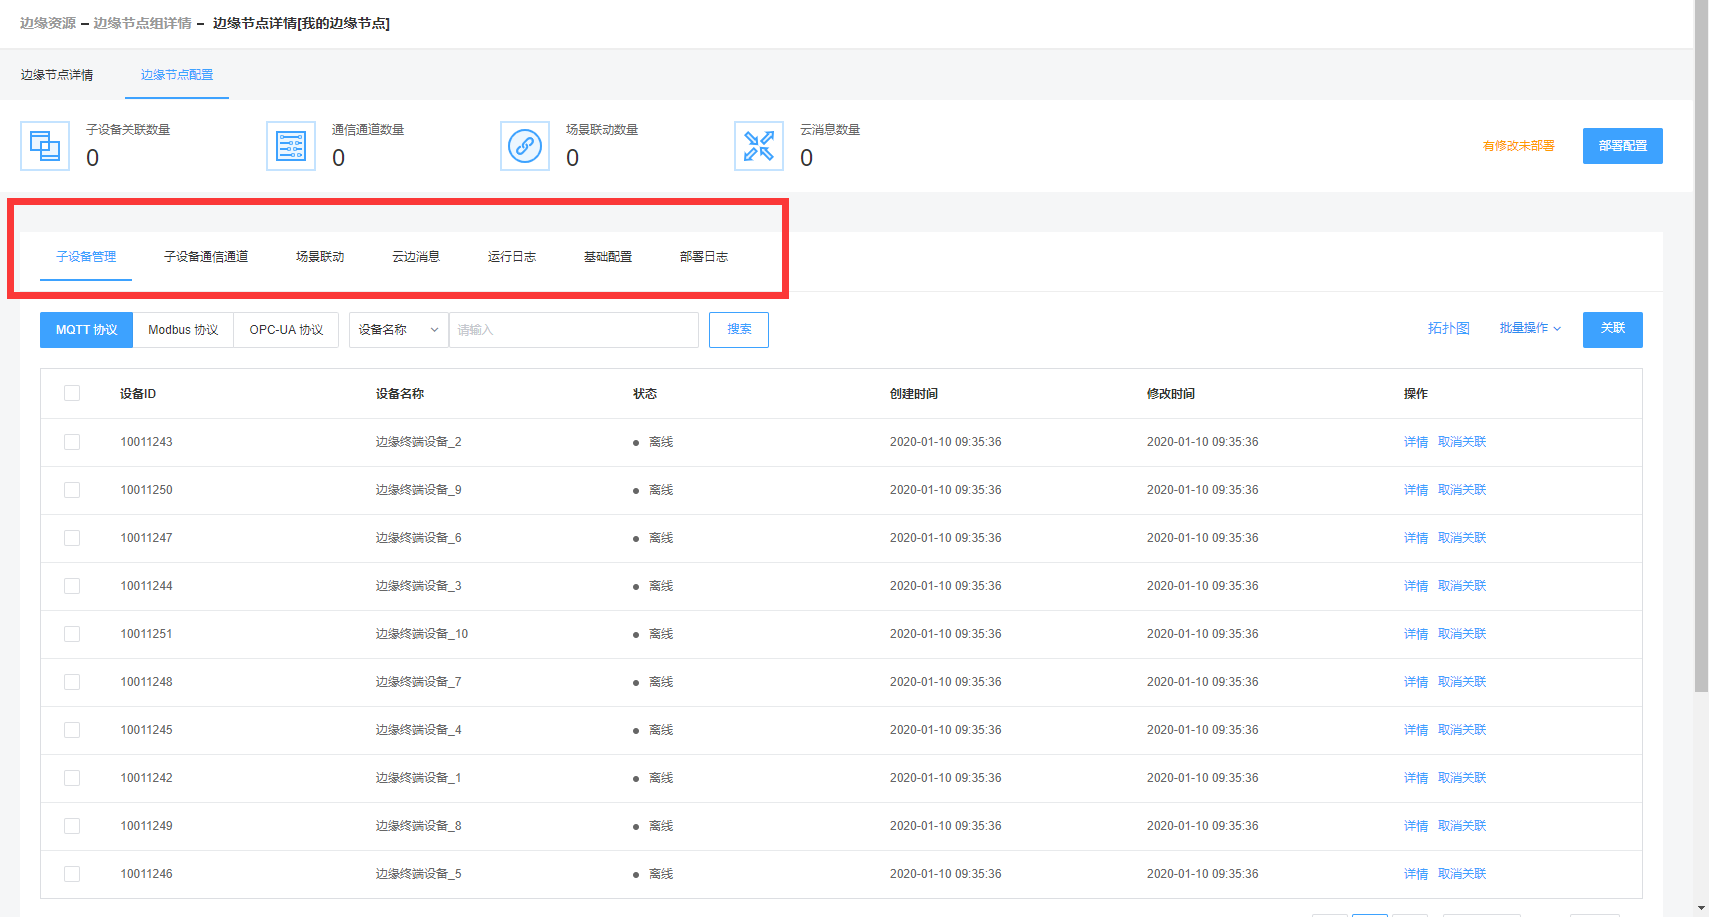 边缘资源 – 边缘节点组详情 – 边缘节点详情[我的边缘节点]
边缘节点详情 边缘节点配置
子设备关联数量 通信通道数量 场景联动数量 云消息数量
0 0 0 0 有修改未部署 部署配置
子设备管理 子设备通信通道 场景联动 云边消息 运行日志 基础配置 部署日志
MQTT 协议 Modbus 协议 OPC-UA 协议 设备名称 请输入 搜索 拓扑图 批量操作 关联
设备ID 设备名称 状态 创建时间 修改时间 操作
10011243 边缘终端设备_2 离线 2020-01-10 09:35:36 2020-01-10 09:35:36 详情 取消关联
10011250 边缘终端设备_9 离线 2020-01-10 09:35:36 2020-01-10 09:35:36 详情 取消关联
10011247 边缘终端设备_6 离线 2020-01-10 09:35:36 2020-01-10 09:35:36 详情 取消关联
10011244 边缘终端设备_3 离线 2020-01-10 09:35:36 2020-01-10 09:35:36 详情 取消关联
10011251 边缘终端设备_10 离线 2020-01-10 09:35:36 2020-01-10 09:35:36 详情 取消关联
10011248 边缘终端设备_7 离线 2020-01-10 09:35:36 2020-01-10 09:35:36 详情 取消关联
10011245 边缘终端设备_4 离线 2020-01-10 09:35:36 2020-01-10 09:35:36 详情 取消关联
10011242 边缘终端设备_1 离线 2020-01-10 09:35:36 2020-01-10 09:35:36 详情 取消关联
10011249 边缘终端设备_8 离线 2020-01-10 09:35:36 2020-01-10 09:35:36 详情 取消关联
10011246 边缘终端设备_5 离线 2020-01-10 09:35:36 2020-01-10 09:35:36 详情 取消关联